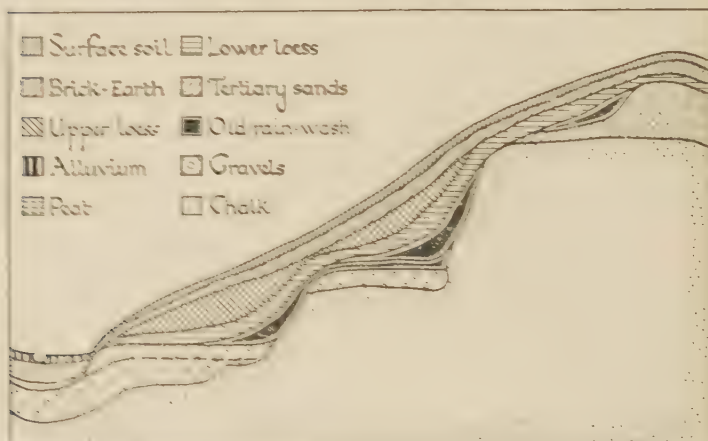 Surface soil
Lower loess
Brick-Earth
Tertiary sands
Upper loess
Old rain-wash
Alluvium
Gravels
Peat
Chalk